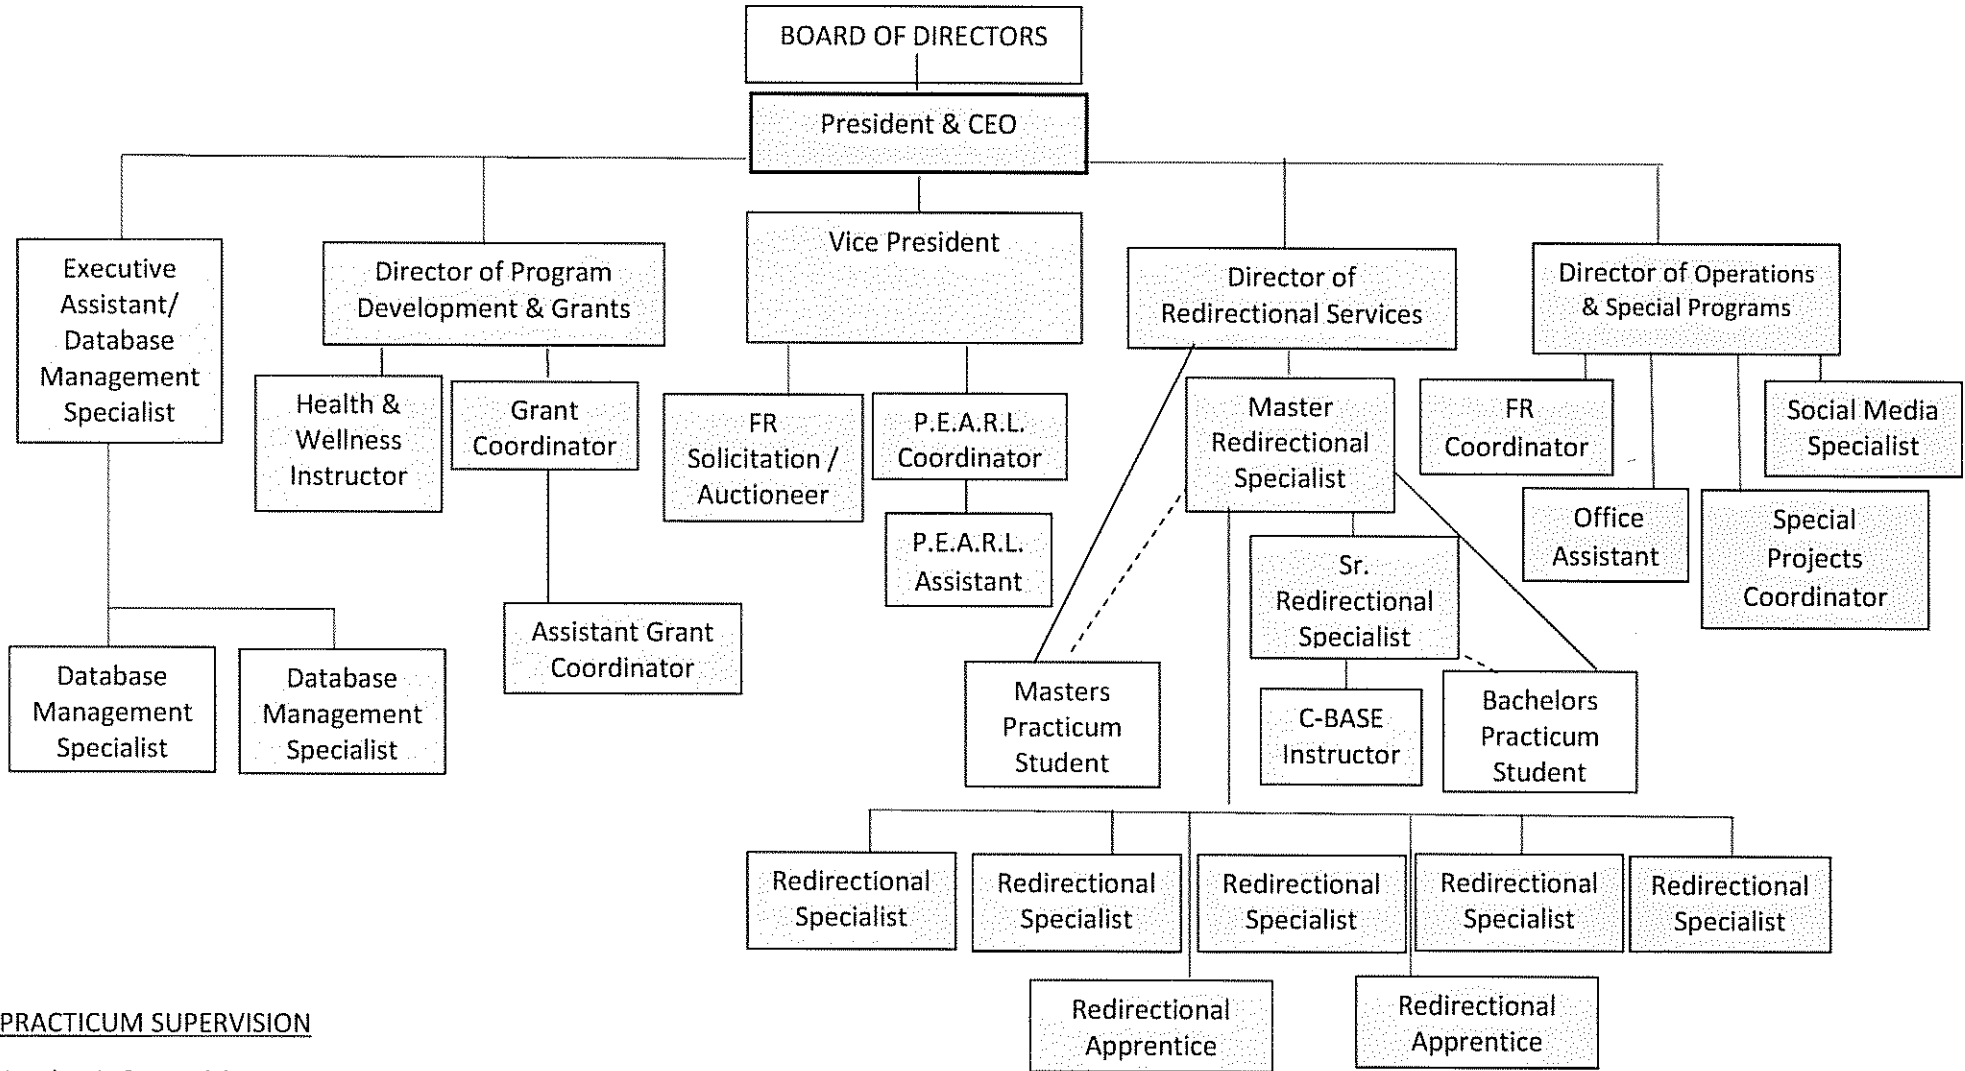 BOARD OF DIRECTORS
President & CEO
Executive
Assistant/
Database
Management
Specialist
Director of Program
Development & Grants
Vice President
Director of
Redirectional Services
Director of Operations
& Special Programs
Health &
Wellness
Instructor
Grant
Coordinator
FR
Solicitation /
Auctioneer
P.E.A.R.L.
Coordinator
Master
Redirectional
Specialist
FR
Coordinator
Social Media
Specialist
P.E.A.R.L.
Assistant
Sr.
Redirectional
Specialist
Office
Assistant
Special
Projects
Coordinator
Assistant Grant
Coordinator
Database
Management
Specialist
Database
Management
Specialist
Masters
Practicum
Student
C-BASE
Instructor
Bachelors
Practicum
Student
Redirectional
Specialist
Redirectional
Specialist
Redirectional
Specialist
Redirectional
Specialist
Redirectional
Specialist
Redirectional
Apprentice
Redirectional
Apprentice
PRACTICUM SUPERVISION